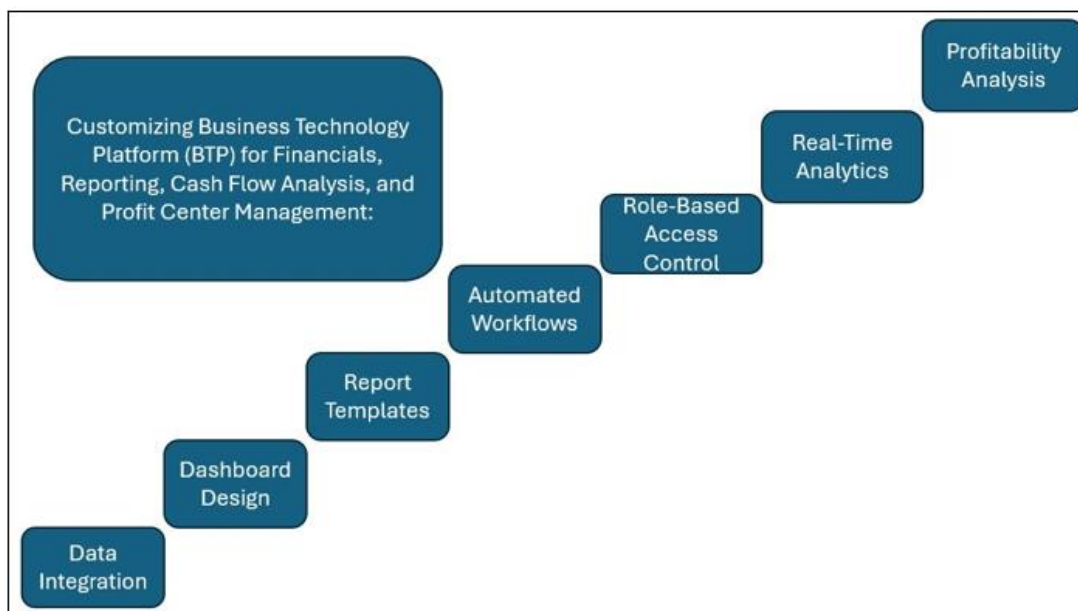 Customizing Business Technology
Platform (BTP) for Financials,
Reporting, Cash Flow Analysis, and
Profit Center Management:
Profitability
Analysis
Real-Time
Analytics
Role-Based
Access
Control
Automated
Workflows
Report
Templates
Dashboard
Design
Data
Integration